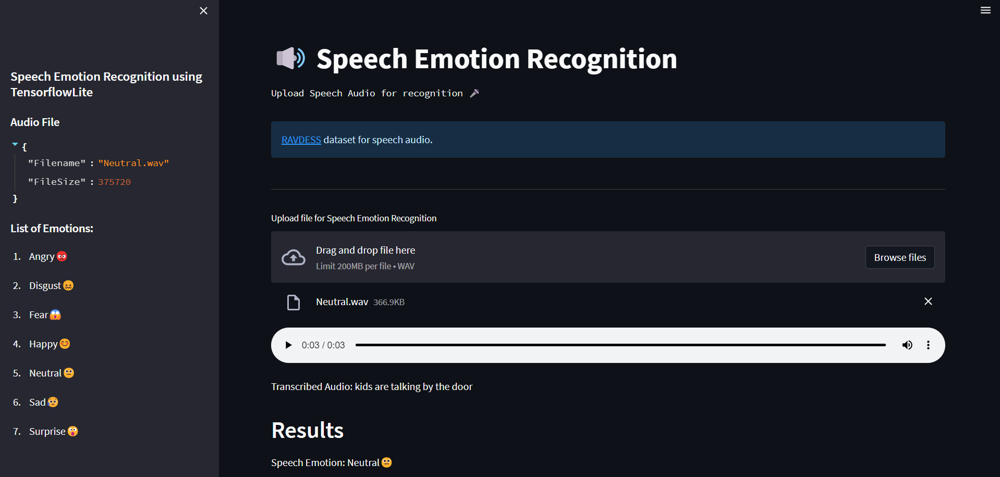 Speech Emotion Recognition using
TensorflowLite
Audio File
{
"Filename" : "Neutral.wav"
"FileSize" : 375720
}
List of Emotions:
1. Angry😡
2. Disgust😖
3. Fear😱
4. Happy😊
5. Neutral😐
6. Sad😥
7. Surprise😲
🔊 Speech Emotion Recognition
Upload Speech Audio for recognition 🎤
RAVDESS dataset for speech audio.
Upload file for Speech Emotion Recognition
Drag and drop file here
Limit 200MB per file • WAV
Browse files
Neutral.wav 366.9KB
0:03 / 0:03
Transcribed Audio: kids are talking by the door
Results
Speech Emotion: Neutral😐